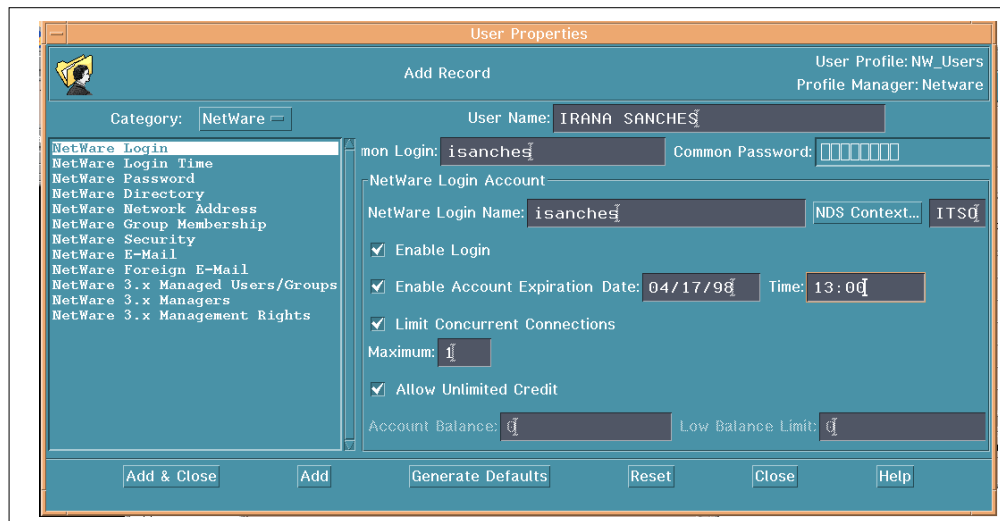 User Properties
Add Record
User Profile: NW_Users
Profile Manager: Netware
Category: NetWare
User Name: IRANA SANCHES
NetWare Login
NetWare Login Time
NetWare Password
NetWare Directory
NetWare Network Address
NetWare Group Membership
NetWare Security
NetWare E-Mail
NetWare Foreign E-Mail
NetWare 3.x Managed Users/Groups
NetWare 3.x Managers
NetWare 3.x Management Rights
mon Login: isanches
Common Password:
NetWare Login Account
NetWare Login Name: isanches
NDS Context... ITSO
Enable Login
Enable Account Expiration Date: 04/17/98 Time: 13:00
Limit Concurrent Connections
Maximum: 1
Allow Unlimited Credit
Account Balance: 0 Low Balance Limit: 0
Add & Close Add Generate Defaults Reset Close Help